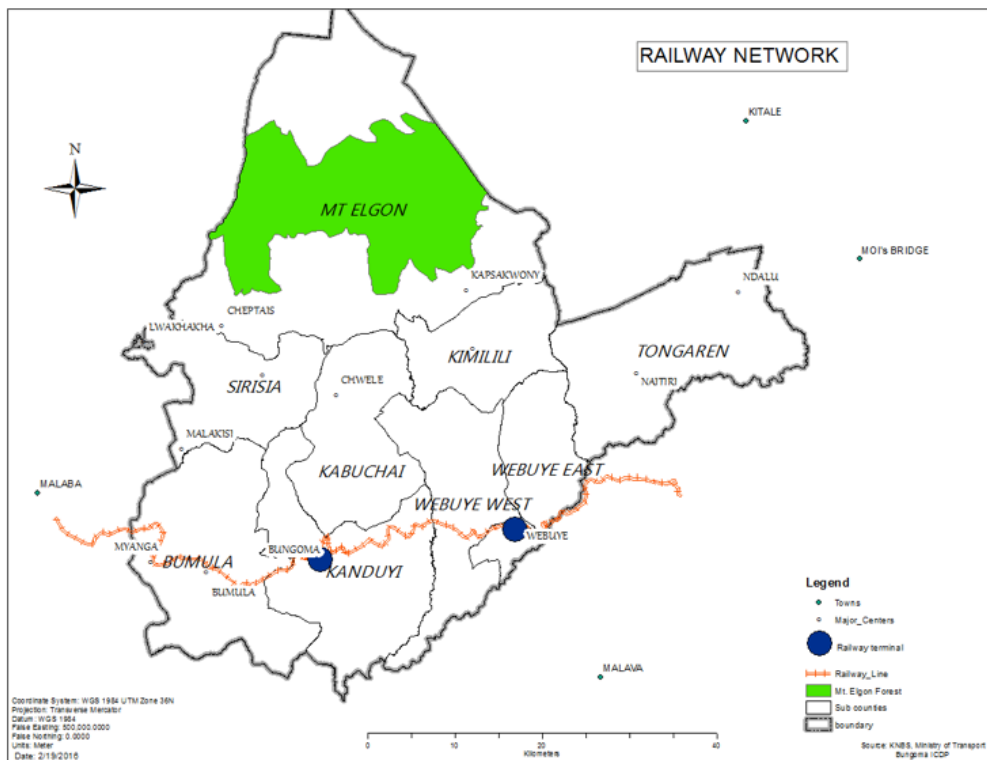 RAILWAY NETWORK
KITALE
N
MT ELGON
MOI's BRIDGE
KAPSAKWONY
NDALU
CHEPTAIS
LWAKHAKHA
KIMILILI
TONGAREN
SIRISIA
CHWELE
NAITIRI
MALAKISI
KABUCHAI
WEBUYE EAST
MALABA
WEBUYE WEST
WEBUYE
MYANGA
BUNGOMA
BUMULA
KANDUYI
BUMULA
Legend
Towns
Major_Centers
Railway terminal
Railway_Line
Mt. Elgon Forest
Sub counties
boundary
MALAVA
Coordinate System: WGS 1984 UTM Zone 36N
Projection: Transverse Mercator
Datum: WGS 1984
False Easting: 500,000.0000
False Northing: 0.0000
Units: Meter
Date: 2/19/2016
0 10 20 40
Kilometers
Source: KNBS, Ministry of Transport
Bungoma ICDP